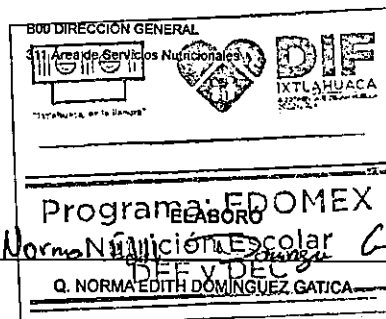 B00 DIRECCIÓN GENERAL
311 Área de Servicios Nutricionales
DIF
IXTLAHUACA
Programa: EDOMEX
ELABORÓ
Norma
Nutrición Escolar
DEF Y DEC
Q. NORMA EDITH DOMÍNGUEZ GATICA